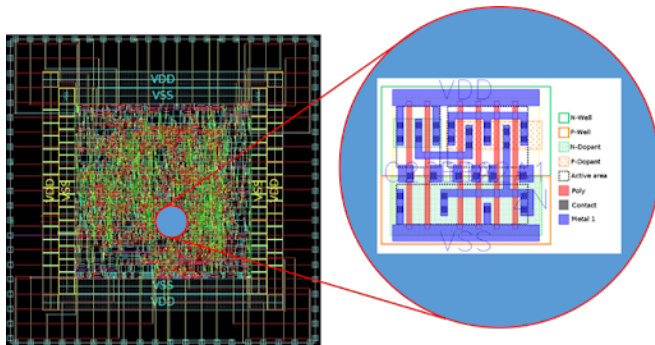 VDD
VSS
VDD
VSS
VSS
VDD
VSS
VDD
VDD
VSS
N-Well
P-Well
N-Dopant
P-Dopant
Active area
Poly
Contact
Metal 1